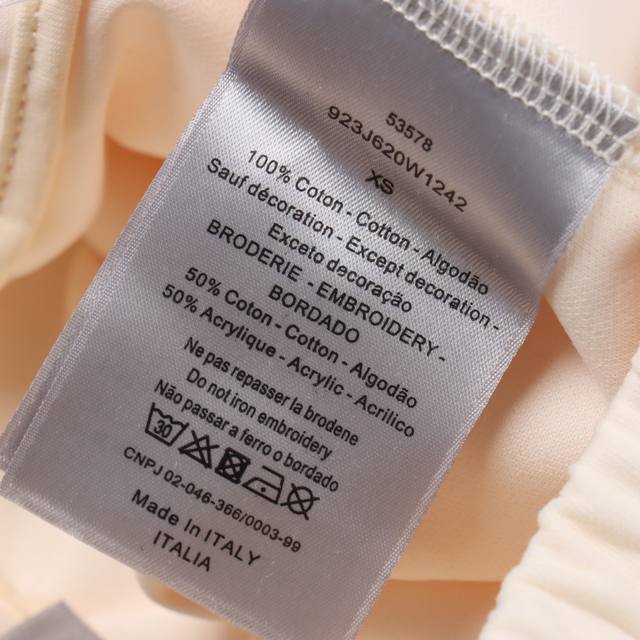 53578
923J620W1242
XS
100% Coton - Cotton - Algodão
Sauf décoration - Except decoration -
Exceto decoração
BRODERIE - EMBROIDERY -
BORDADO
50% Coton - Cotton - Algodão
50% Acrylique - Acrylic - Acrílico
Ne pas repasser la broderie
Do not iron embroidery
Não passar a ferro o bordado
30
CNPJ 02-046-366/0003-99
Made In ITALY
ITALIA